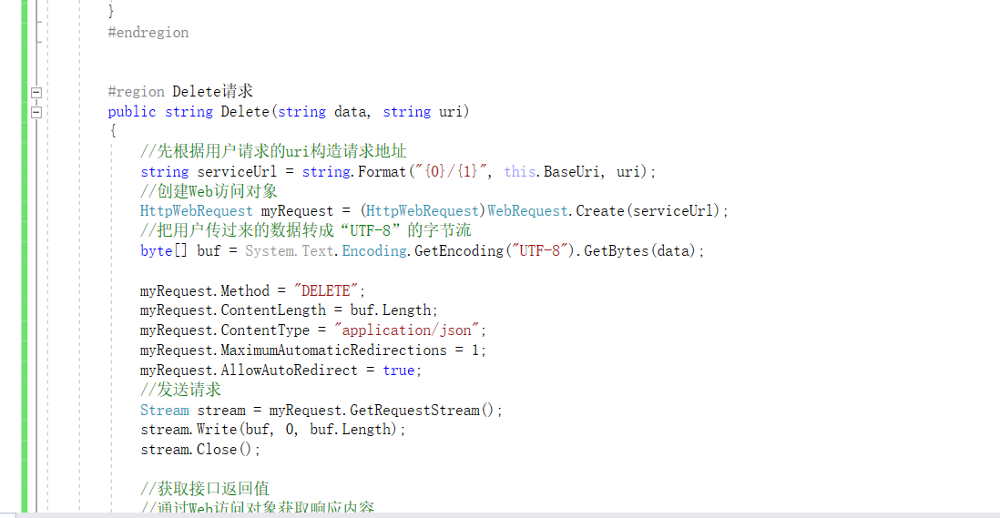 }
#endregion
#region Delete请求
public string Delete(string data, string uri)
{
//先根据用户请求的uri构造请求地址
string serviceUrl = string.Format("{0}/{1}", this.BaseUri, uri);
//创建Web访问对象
HttpWebRequest myRequest = (HttpWebRequest)WebRequest.Create(serviceUrl);
//把用户传过来的数据转成“UTF-8”的字节流
byte[] buf = System.Text.Encoding.GetEncoding("UTF-8").GetBytes(data);
myRequest.Method = "DELETE";
myRequest.ContentLength = buf.Length;
myRequest.ContentType = "application/json";
myRequest.MaximumAutomaticRedirections = 1;
myRequest.AllowAutoRedirect = true;
//发送请求
Stream stream = myRequest.GetRequestStream();
stream.Write(buf, 0, buf.Length);
stream.Close();
//获取接口返回值
//通过Web访问对象获取响应内容